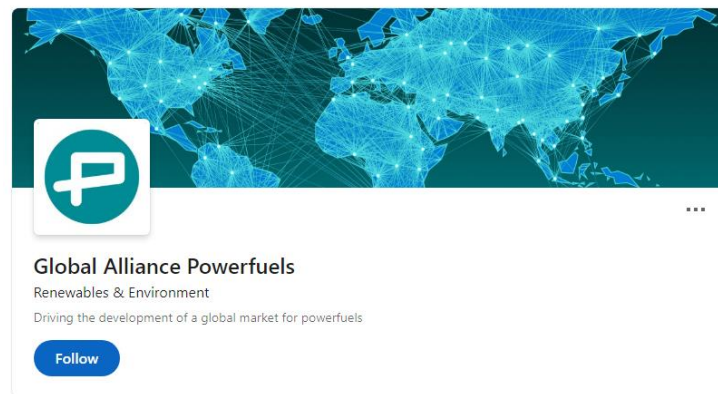 Global Alliance Powerfuels
Renewables & Environment
Driving the development of a global market for powerfuels
Follow